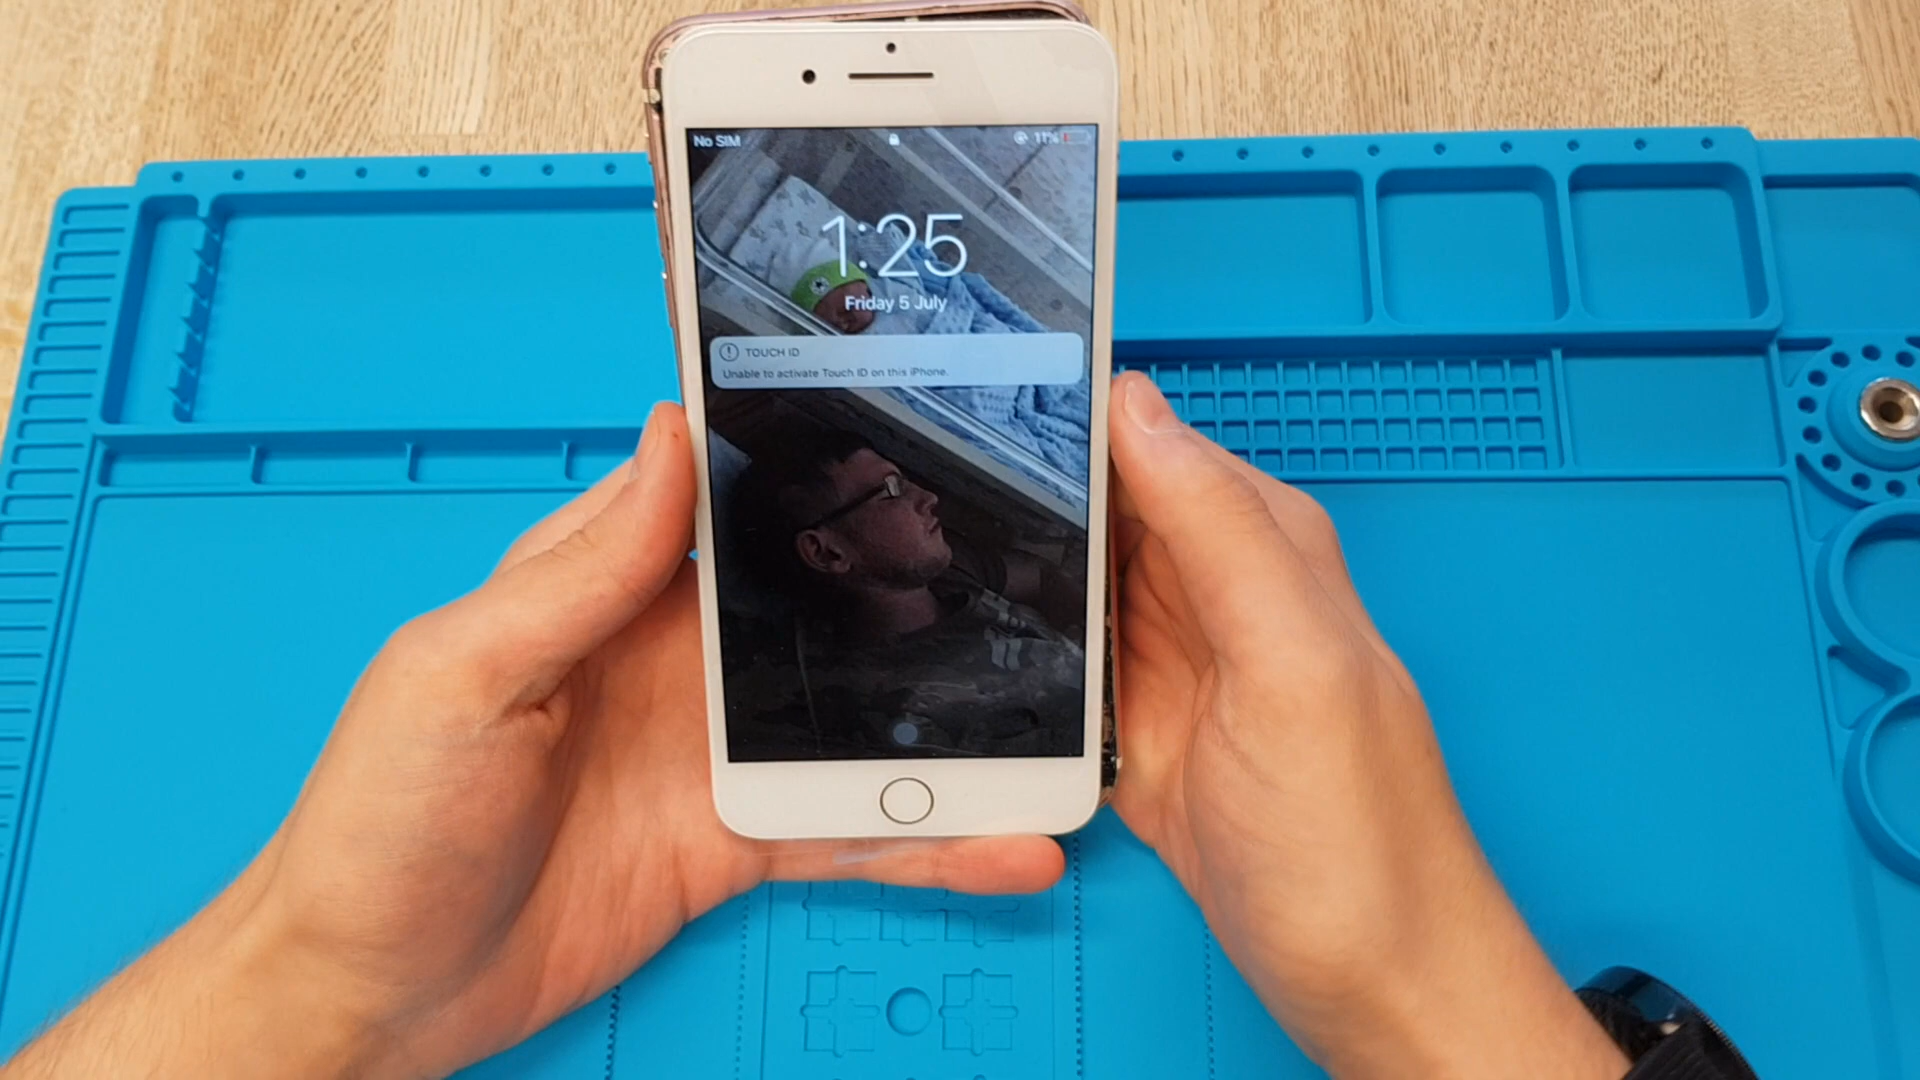 No SIM 11%
1:25
Friday 5 July
TOUCH ID
Unable to activate Touch ID on this iPhone.